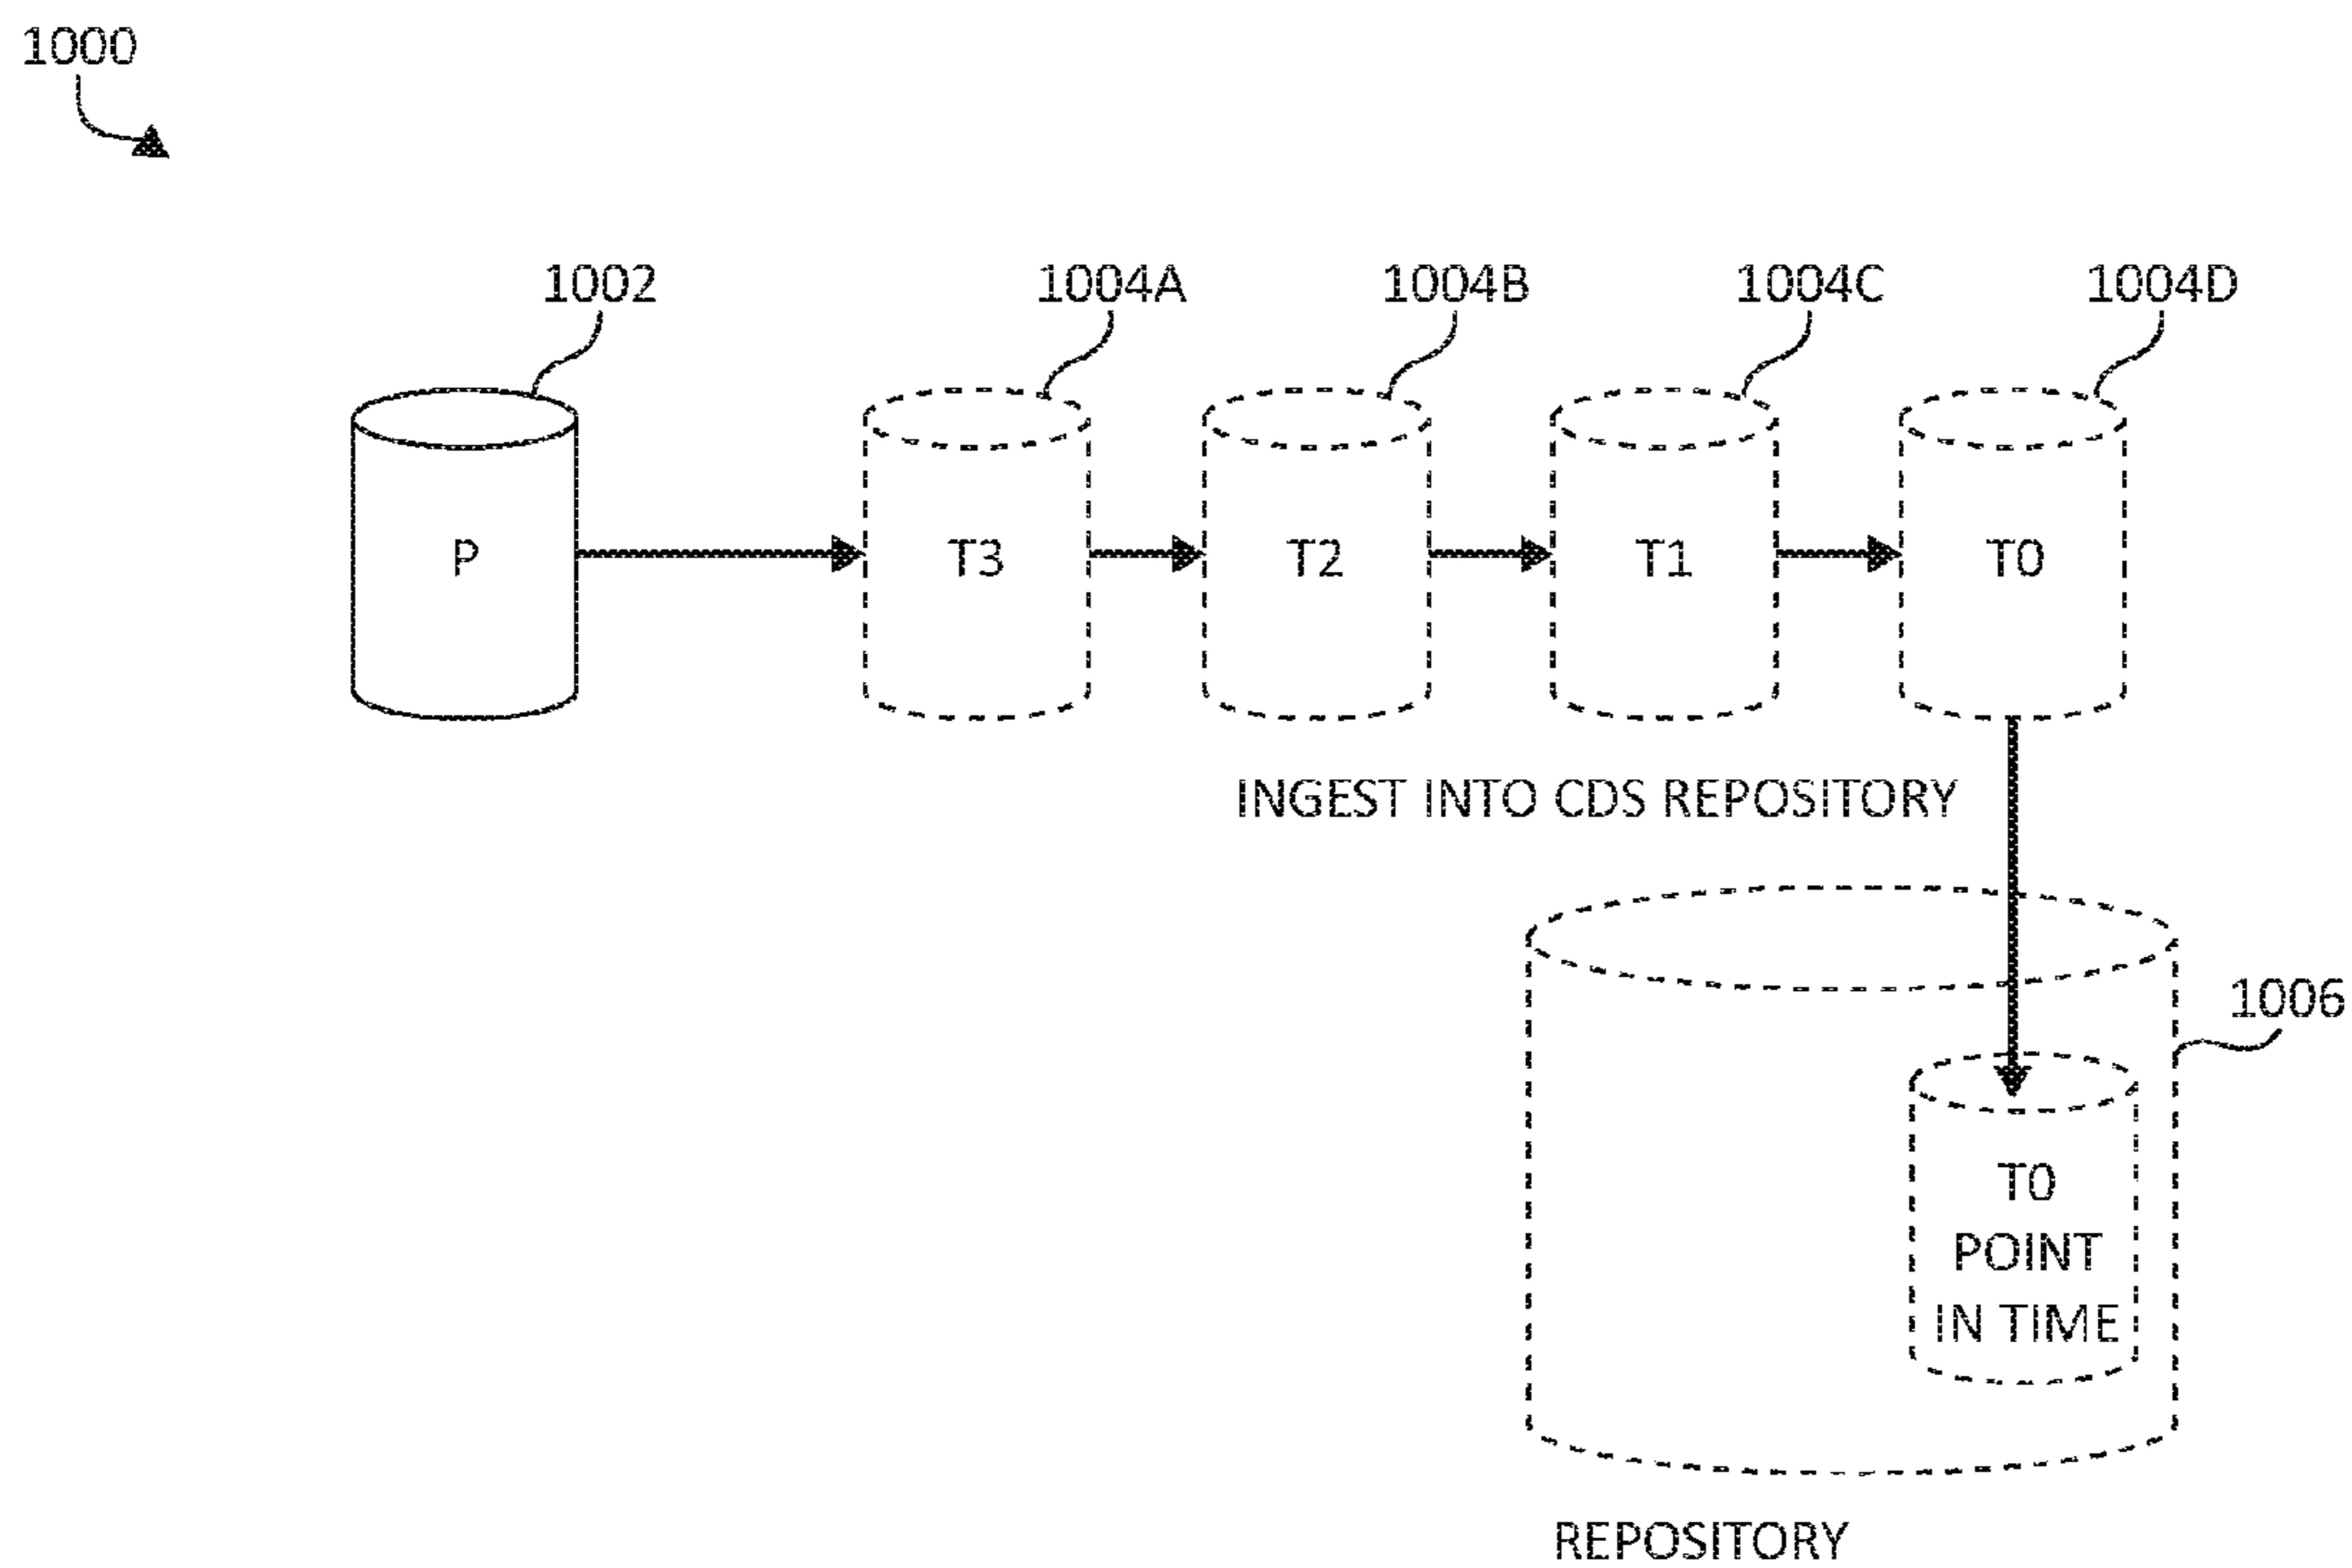 1000
1002
1004A
1004B
1004C
1004D
P
T3
T2
T1
T0
INGEST INTO CDS REPOSITORY
1006
T0
POINT
IN TIME
REPOSITORY